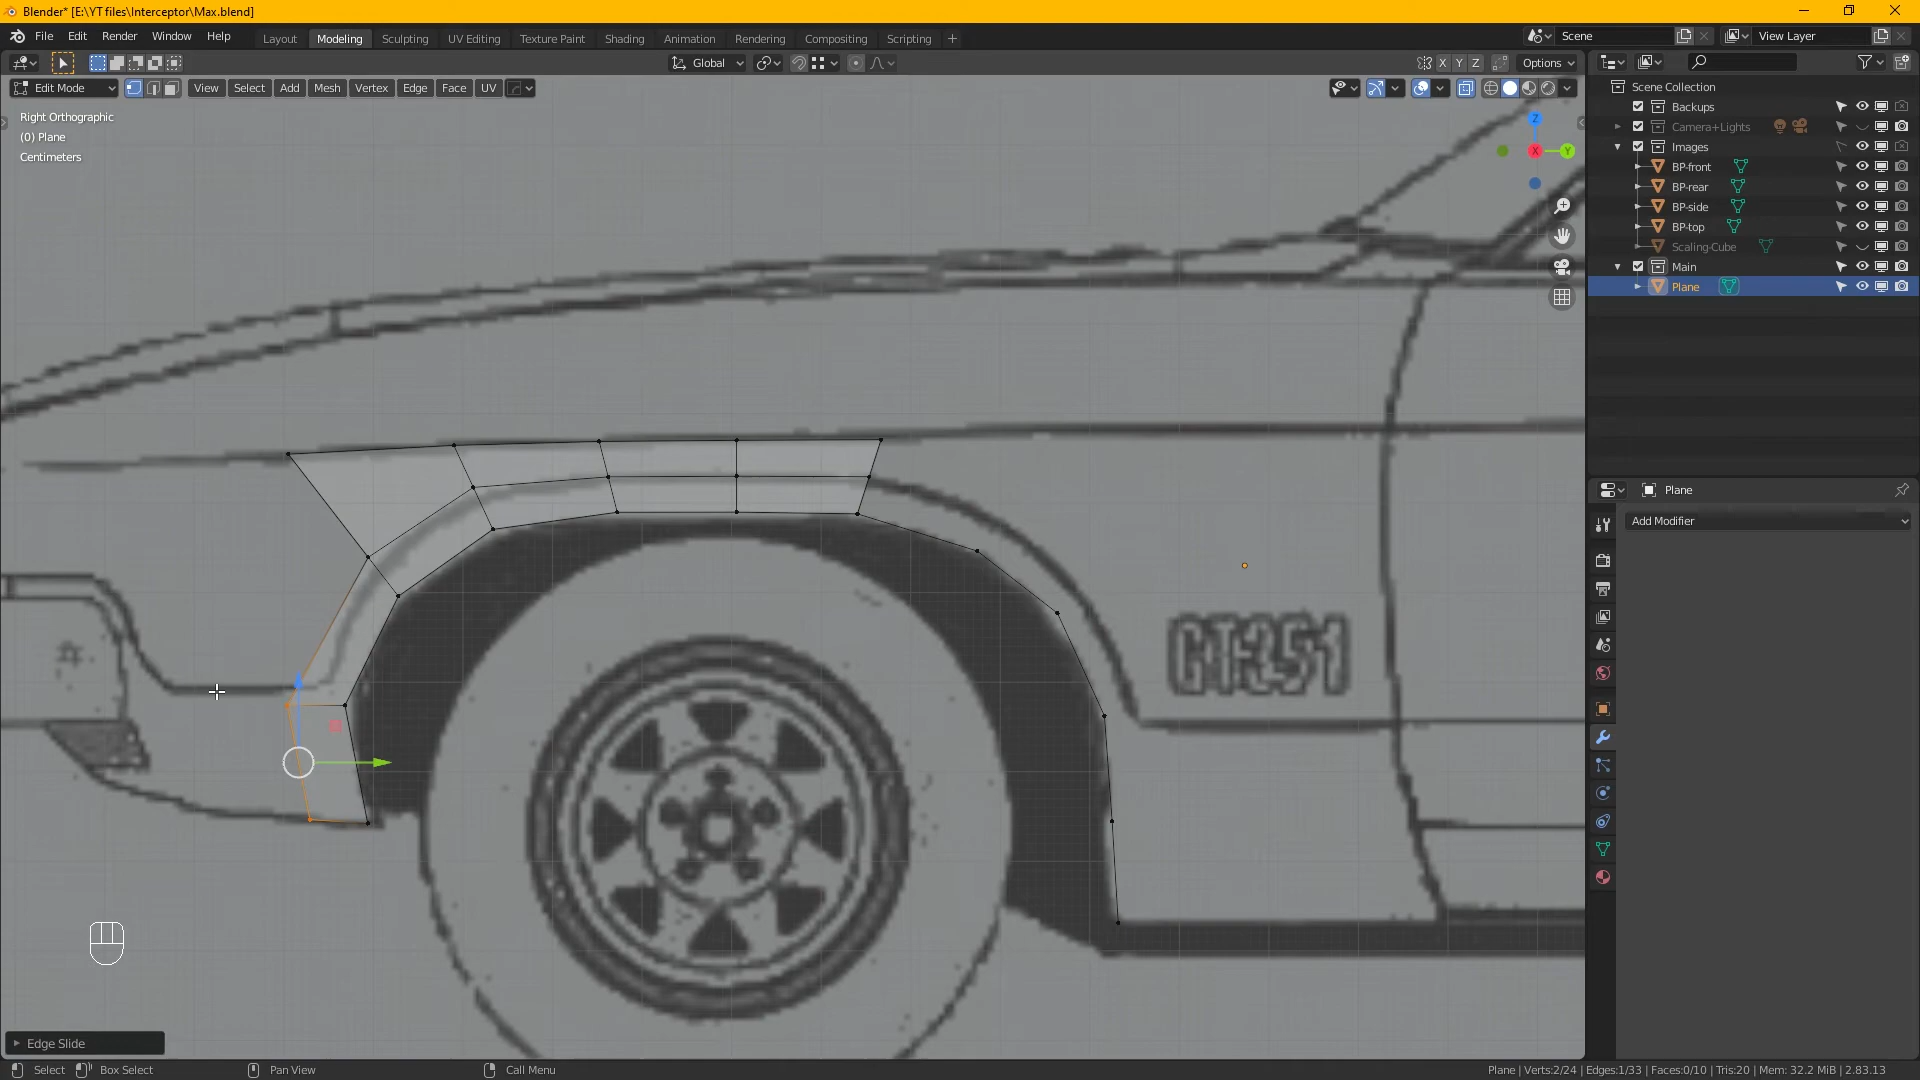 Blender* [E:\YT files\Interceptor\Max.blend]
File Edit Render Window Help
Layout Modeling Sculpting UV Editing Texture Paint Shading Animation Rendering Compositing Scripting +
Scene
View Layer
Global
X Y Z
Options
Edit Mode
View Select Add Mesh Vertex Edge Face UV
Right Orthographic
(0) Plane
Centimeters
Z
X
Y
Scene Collection
Backups
Camera+Lights
Images
BP-front
BP-rear
BP-side
BP-top
Scaling-Cube
Main
Plane
Plane
Add Modifier
GT351
Edge Slide
Select
Box Select
Pan View
Call Menu
Plane | Verts:2/24 | Edges:1/33 | Faces:0/10 | Tris:20 | Mem: 32.2 MiB | 2.83.13